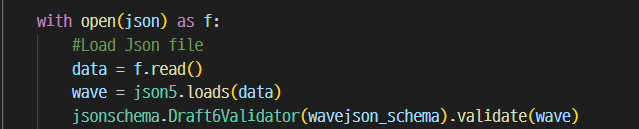 with open(json) as f:
#Load Json file
data = f.read()
wave = json5.loads(data)
jsonschema.Draft6Validator(wavejson_schema).validate(wave)